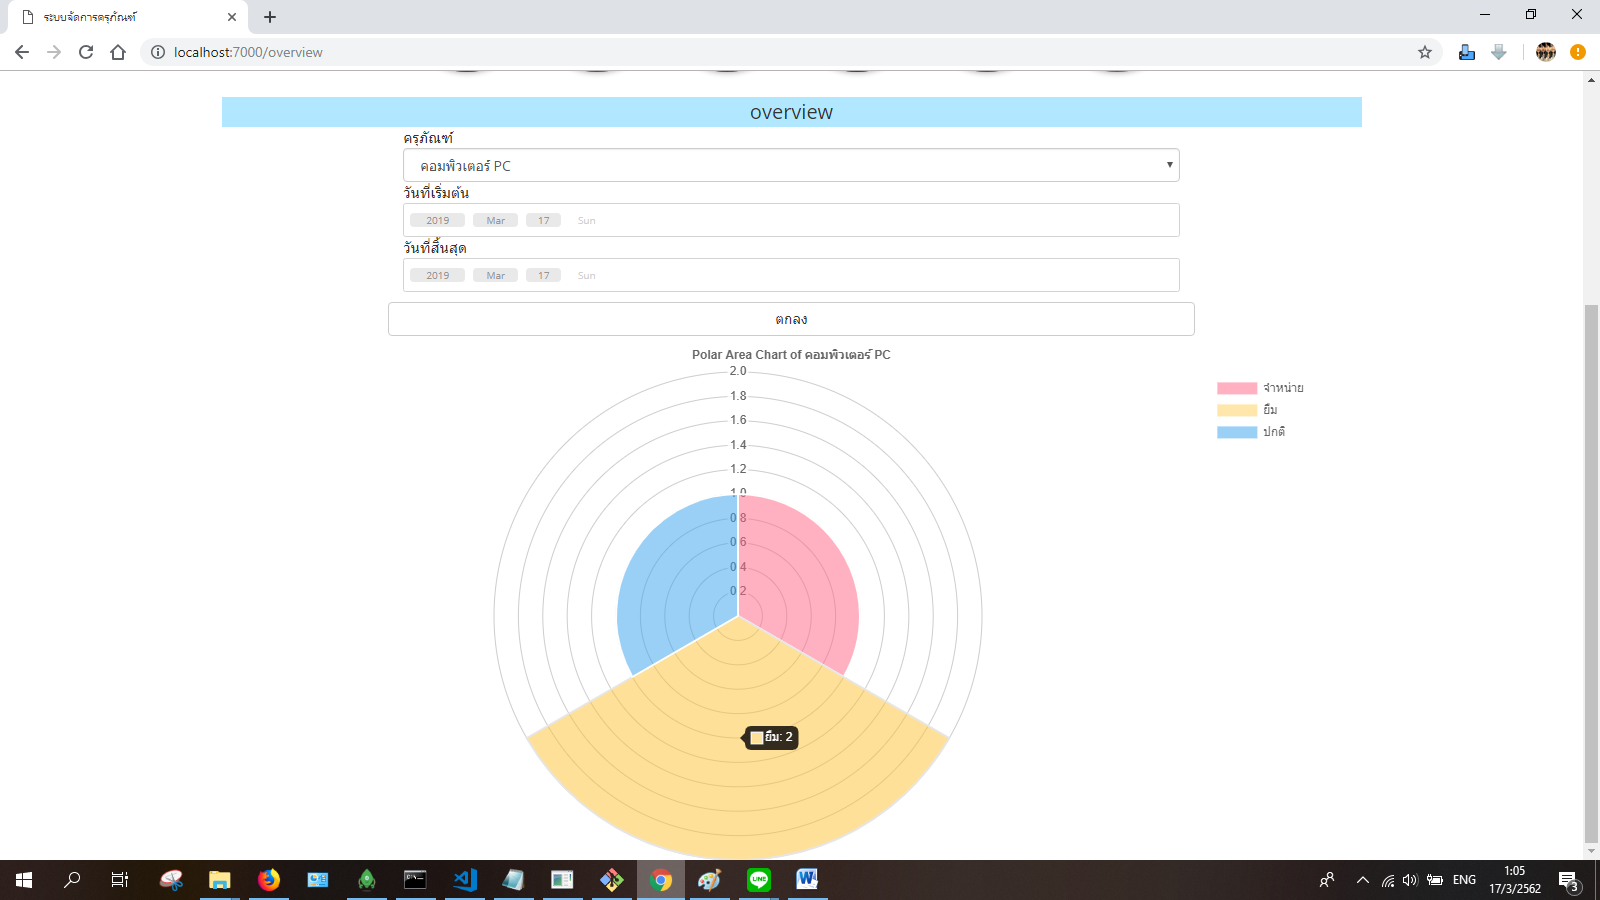 ระบบจัดการครุภัณฑ์
localhost:7000/overview
overview
ครุภัณฑ์
คอมพิวเตอร์ PC
วันที่เริ่มต้น
2019 Mar 17 Sun
วันที่สิ้นสุด
2019 Mar 17 Sun
ตกลง
Polar Area Chart of คอมพิวเตอร์ PC
2.0
1.8
1.6
1.4
1.2
1.0
0.8
0.6
0.4
0.2
จำหน่าย
ยืม
ปกติ
ยืม: 2
LINE
W
ENG
1:05
17/3/2562
3